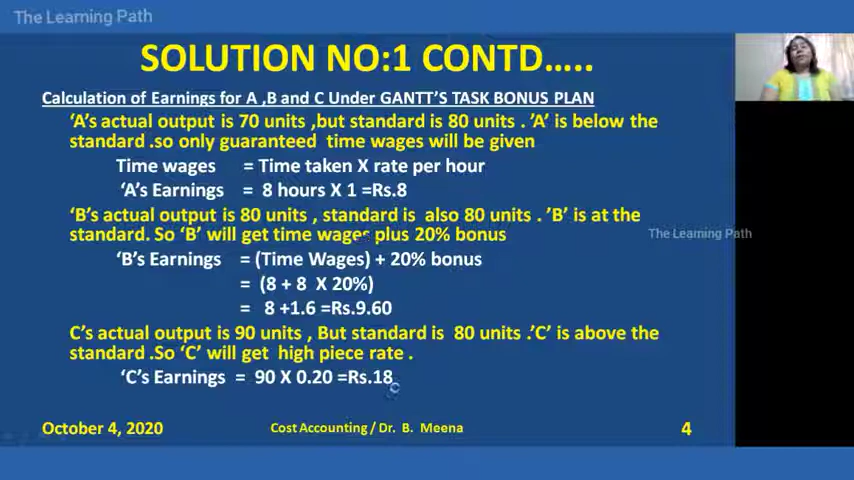 The Learning Path
SOLUTION NO:1 CONTD…..
Calculation of Earnings for A ,B and C Under GANTT'S TASK BONUS PLAN
'A's actual output is 70 units ,but standard is 80 units . 'A' is below the
standard .so only guaranteed time wages will be given
Time wages = Time taken X rate per hour
'A's Earnings = 8 hours X 1 =Rs.8
'B's actual output is 80 units , standard is also 80 units . 'B' is at the
standard. So 'B' will get time wages plus 20% bonus
The Learning Path
'B's Earnings = (Time Wages) + 20% bonus
= (8 + 8 X 20%)
= 8 +1.6 =Rs.9.60
C's actual output is 90 units , But standard is 80 units .'C' is above the
standard .So 'C' will get high piece rate .
'C's Earnings = 90 X 0.20 =Rs.18
October 4, 2020 Cost Accounting / Dr. B. Meena 4